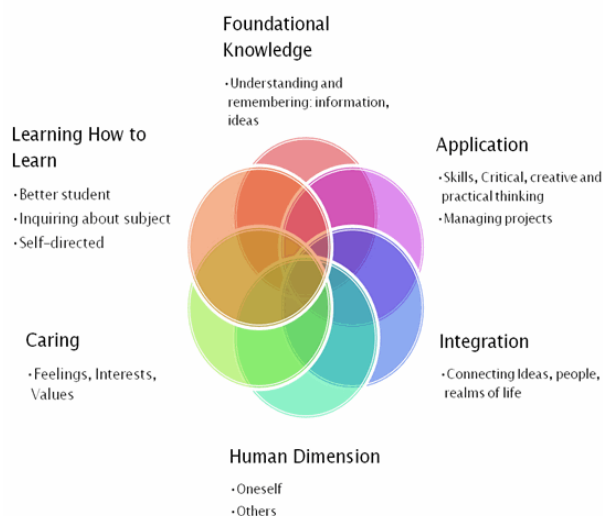 Foundational
Knowledge
•Understanding and
remembering: information,
ideas
Application
•Skills, Critical, creative and
practical thinking
•Managing projects
Integration
•Connecting Ideas, people,
realms of life
Human Dimension
•Oneself
•Others
Caring
•Feelings, Interests,
Values
Learning How to
Learn
•Better student
•Inquiring about subject
•Self-directed